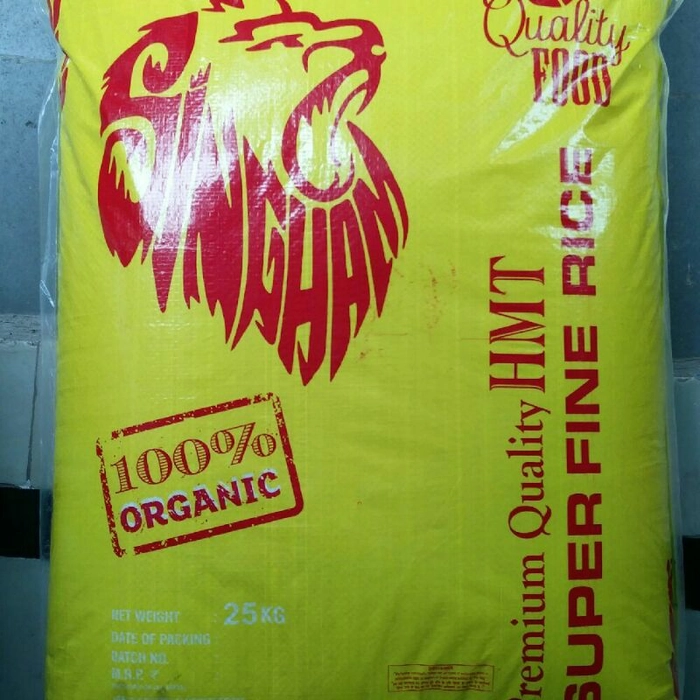 SINGHAM
Quality
FOOD
100%
ORGANIC
Premium Quality HMT
SUPER FINE RICE
NET WEIGHT : 25 KG
DATE OF PACKING :
BATCH NO. :
M.R.P. ₹